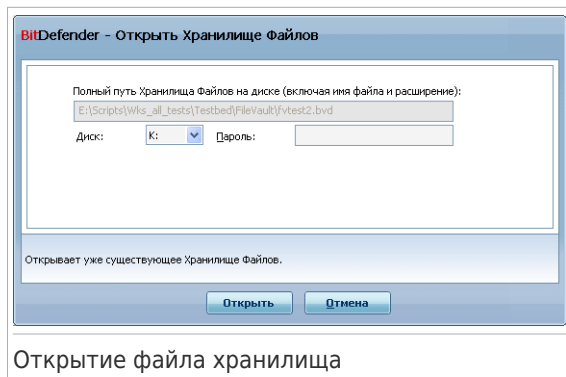 BitDefender - Открыть Хранилище Файлов
Полный путь Хранилища Файлов на диске (включая имя файла и расширение):
E:\Scripts\Wks_all_tests\Testbed\FileVault\fvtest2.bvd
Диск: K: Пароль:
Открывает уже существующее Хранилище Файлов.
Открыть Отмена
Открытие файла хранилища